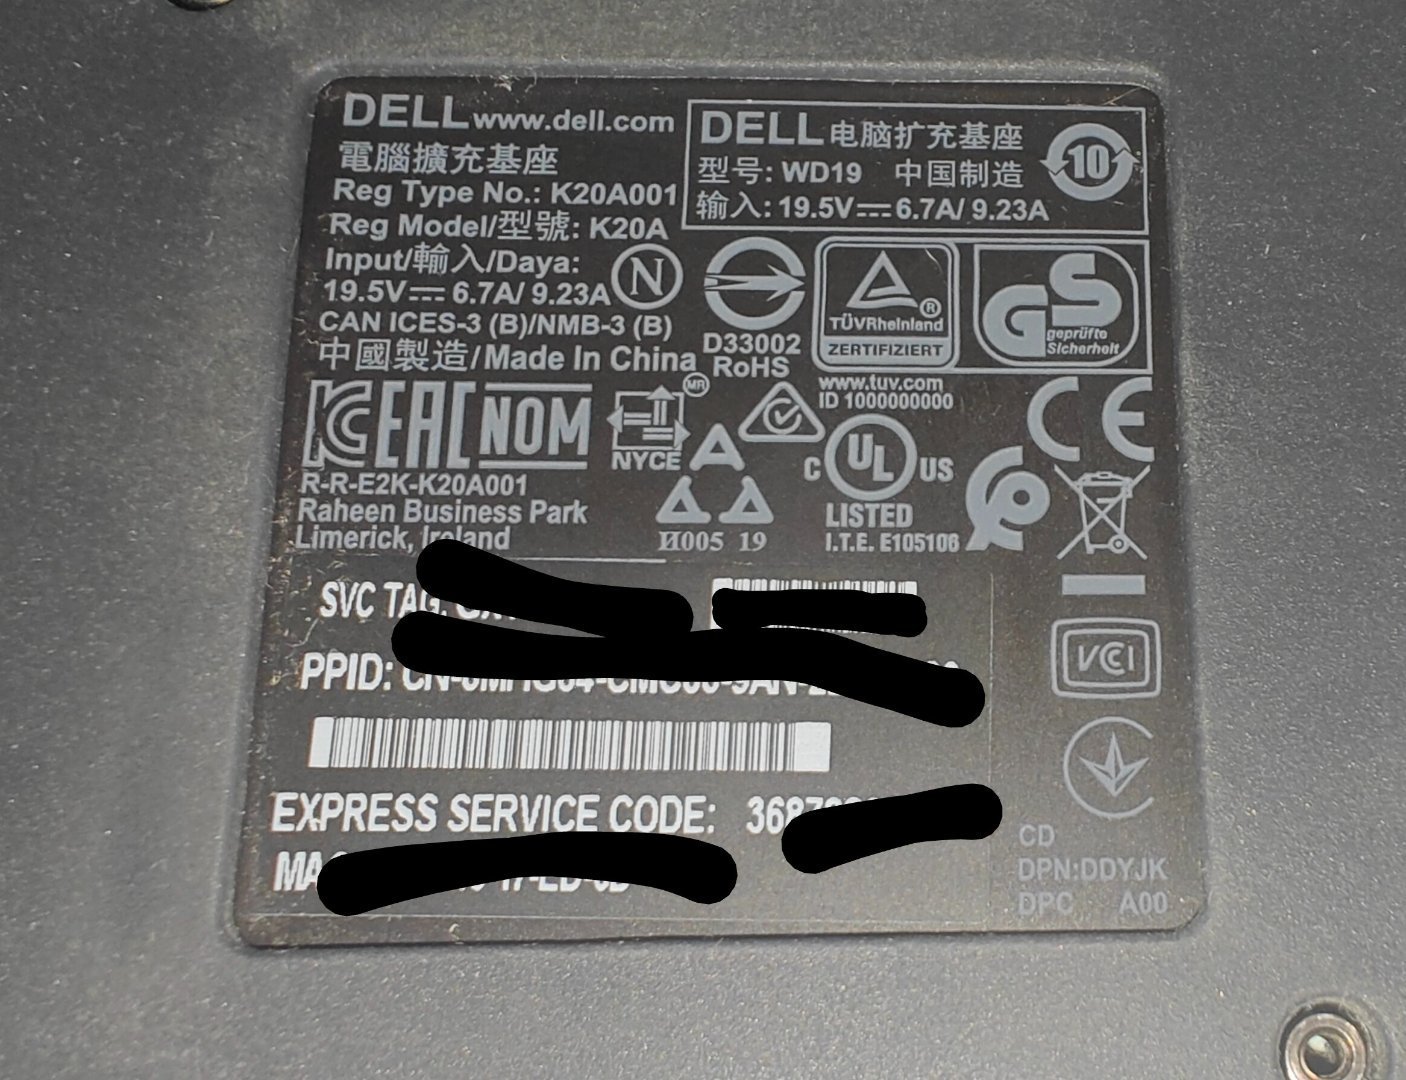 DELL www.dell.com
電腦擴充基座
Reg Type No.: K20A001
Reg Model/型號: K20A
Input/輸入/Daya:
19.5V⎓6.7A/ 9.23A
CAN ICES-3 (B)/NMB-3 (B)
中國製造/Made In China
DELL 电脑扩充基座
型号: WD19 中国制造
输入: 19.5V⎓6.7A/ 9.23A
10
N
D33002
RoHS
TÜVRheinland
ZERTIFIZIERT
www.tuv.com
ID 1000000000
GS
geprüfte
Sicherheit
EAC
NOM
NYCE
MR
CE
C UL US
LISTED
I.T.E. E105106
R-R-E2K-K20A001
Raheen Business Park
Limerick, Ireland
И005 19
VCCI
SVC TAG:
PPID:
EXPRESS SERVICE CODE:
CD
DPN:DDYJK
DPC A00